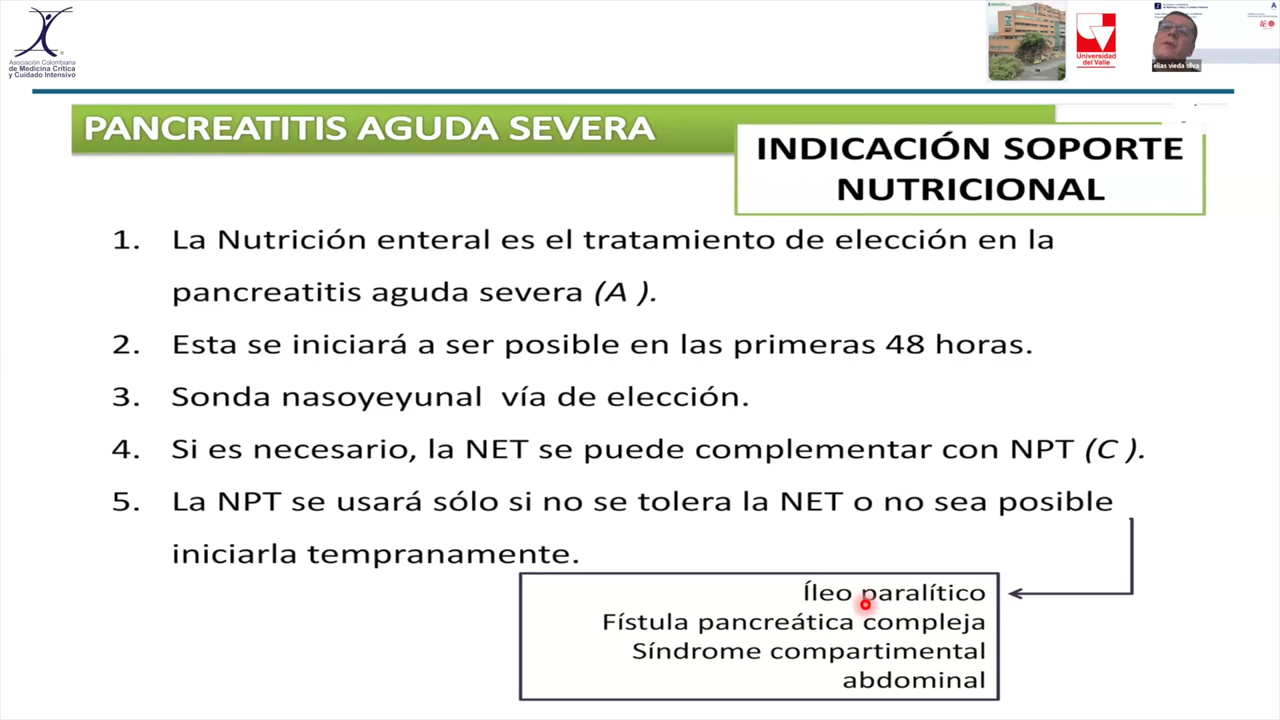 Asociación Colombiana
de Medicina Crítica
y Cuidado Intensivo
Universidad
del Valle
elias vieda silva
PANCREATITIS AGUDA SEVERA
INDICACIÓN SOPORTE
NUTRICIONAL
1. La Nutrición enteral es el tratamiento de elección en la
pancreatitis aguda severa (A ).
2. Esta se iniciará a ser posible en las primeras 48 horas.
3. Sonda nasoyeyunal vía de elección.
4. Si es necesario, la NET se puede complementar con NPT (C ).
5. La NPT se usará sólo si no se tolera la NET o no sea posible
iniciarla tempranamente.
Íleo paralítico
Fístula pancreática compleja
Síndrome compartimental
abdominal